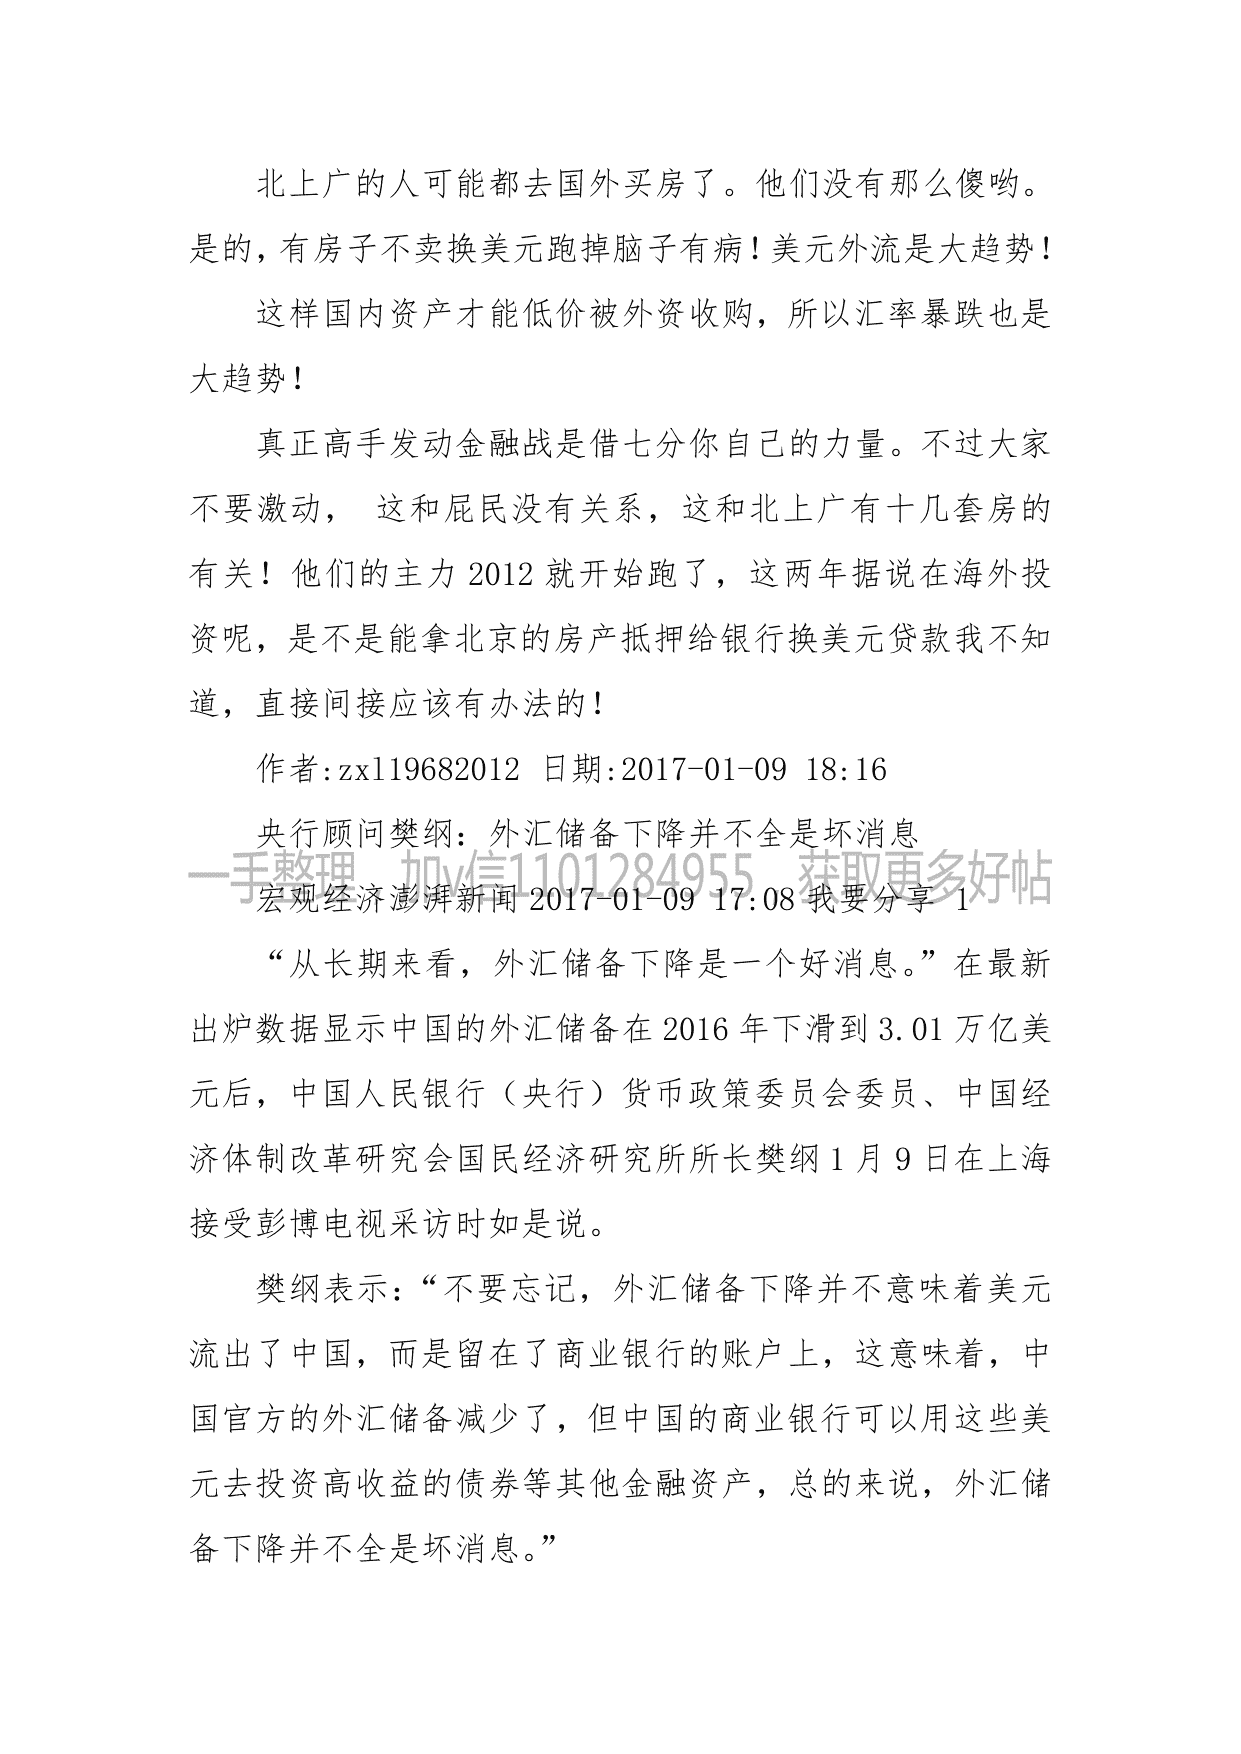 北上广的人可能都去国外买房了。他们没有那么傻哟。
是的，有房子不卖换美元跑掉脑子有病！美元外流是大趋势！
这样国内资产才能低价被外资收购，所以汇率暴跌也是
大趋势！
真正高手发动金融战是借七分你自己的力量。不过大家
不要激动， 这和屁民没有关系，这和北上广有十几套房的
有关！他们的主力 2012 就开始跑了，这两年据说在海外投
资呢，是不是能拿北京的房产抵押给银行换美元贷款我不知
道，直接间接应该有办法的！
作者:zxl19682012 日期:2017-01-09 18:16
央行顾问樊纲：外汇储备下降并不全是坏消息
一手整理，加v信1101284955，获取更多好帖
宏观经济澎湃新闻 2017-01-09 17:08 我要分享 1
“从长期来看，外汇储备下降是一个好消息。”在最新
出炉数据显示中国的外汇储备在 2016 年下滑到 3.01 万亿美
元后，中国人民银行（央行）货币政策委员会委员、中国经
济体制改革研究会国民经济研究所所长樊纲 1 月 9 日在上海
接受彭博电视采访时如是说。
樊纲表示：“不要忘记，外汇储备下降并不意味着美元
流出了中国，而是留在了商业银行的账户上，这意味着，中
国官方的外汇储备减少了，但中国的商业银行可以用这些美
元去投资高收益的债券等其他金融资产，总的来说，外汇储
备下降并不全是坏消息。”